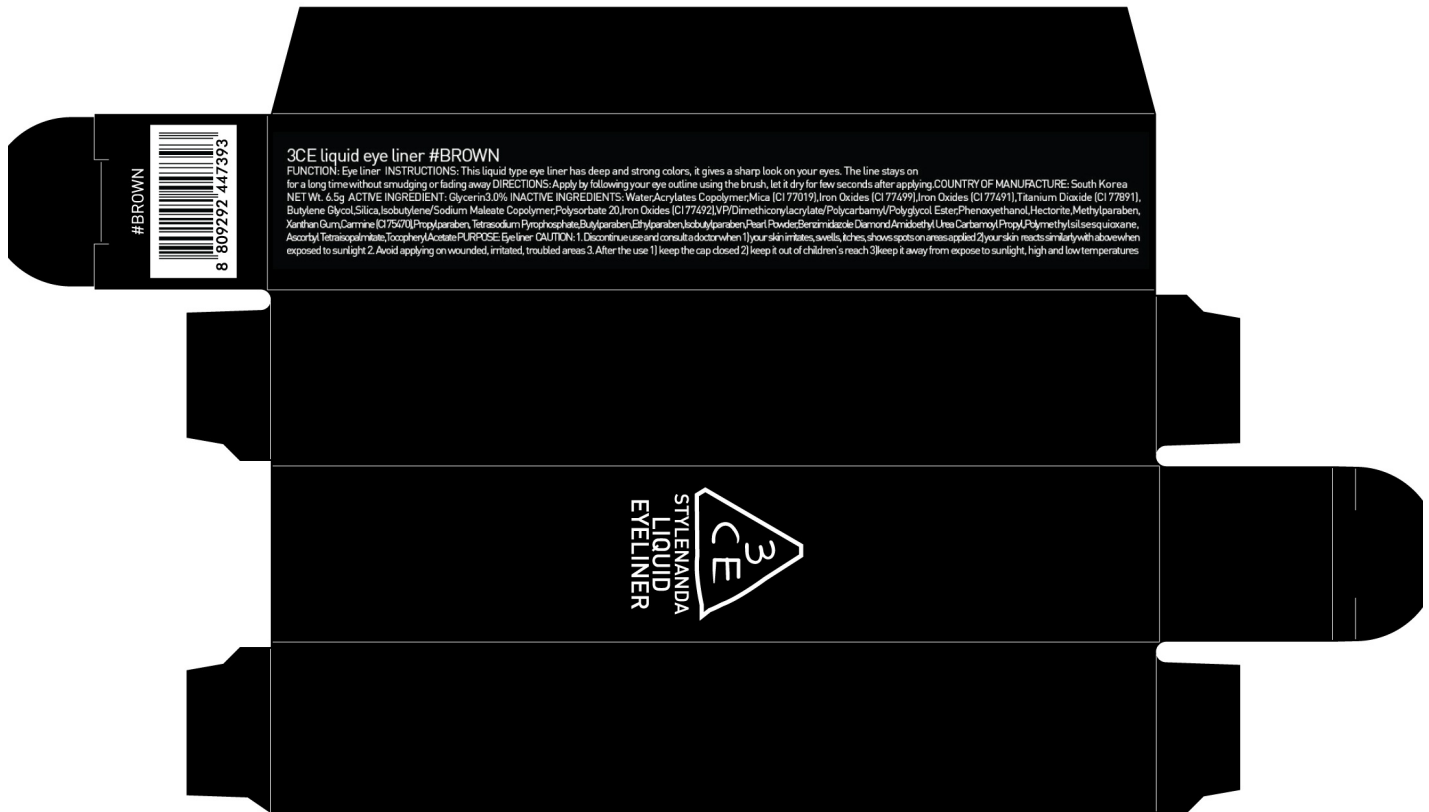 3CE liquid eye liner #BROWN
FUNCTION: Eye liner INSTRUCTIONS: This liquid type eye liner has deep and strong colors, it gives a sharp look on your eyes. The line stays on
for a long time without smudging or fading away DIRECTIONS: Apply by following your eye outline using the brush, let it dry for few seconds after applying.COUNTRY OF MANUFACTURE: South Korea
NET Wt. 6.5g ACTIVE INGREDIENT: Glycerin3.0% INACTIVE INGREDIENTS: Water,Acrylates Copolymer,Mica (CI 77019),Iron Oxides (CI 77499),Iron Oxides (CI 77491),Titanium Dioxide (CI 77891),
Butylene Glycol,Silica,Isobutylene/Sodium Maleate Copolymer,Polysorbate 20,Iron Oxides (CI 77492),VP/Dimethiconylacrylate/Polycarbamyl/Polyglycol Ester,Phenoxyethanol,Hectorite,Methylparaben,
Xanthan Gum,Carmine (CI 75470),Propylparaben, Tetrasodium Pyrophosphate,Butylparaben,Ethylparaben,Isobutylparaben,Pearl Powder,Benzimidazole Diamond Amidoethyl Urea Carbamoyl Propyl,Polymethylsilsesquioxane,
Ascorbyl Tetraisopalmitate,Tocopheryl Acetate PURPOSE: Eye liner CAUTION: 1. Discontinue use and consult a doctor when 1) your skin irritates, swells, itches, shows spots on areas applied 2) your skin reacts similarly with above when
exposed to sunlight 2. Avoid applying on wounded, irritated, troubled areas 3. After the use 1) keep the cap closed 2) keep it out of children's reach 3)keep it away from expose to sunlight, high and low temperatures
#BROWN
8 809292 447393
3
CE
STYLENANDA
LIQUID
EYELINER